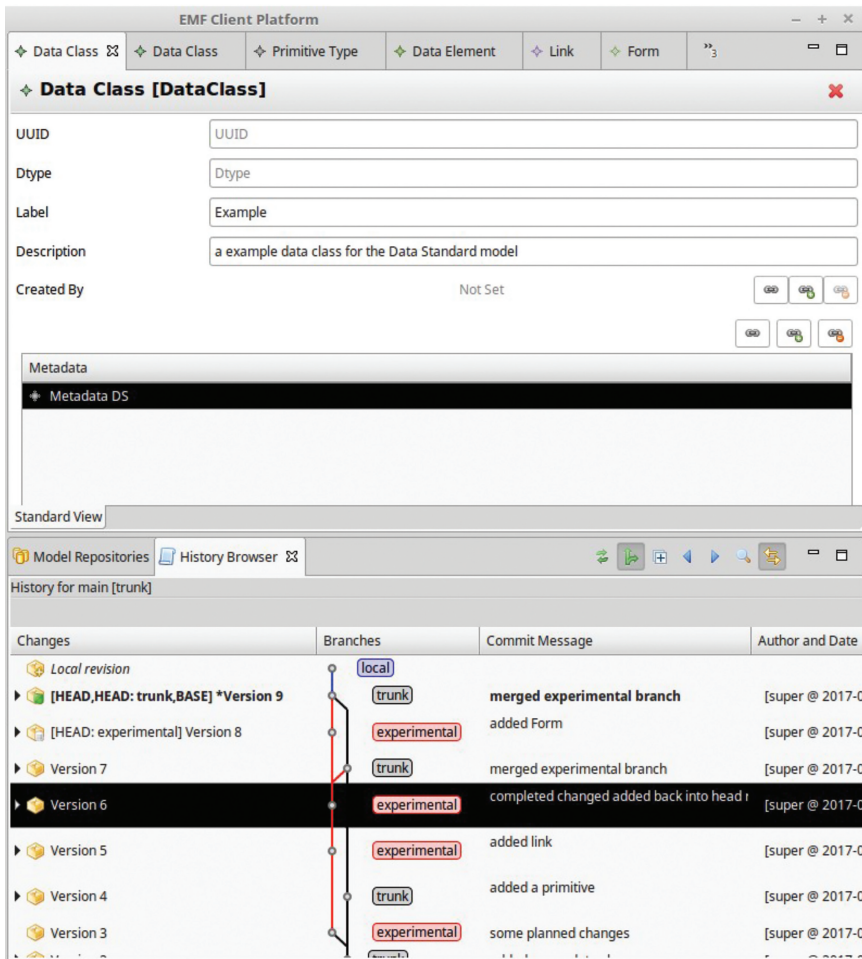 EMF Client Platform
Data Class Data Class Primitive Type Data Element Link Form »3
Data Class [DataClass]
UUID UUID
Dtype Dtype
Label Example
Description a example data class for the Data Standard model
Created By Not Set
Metadata
Metadata DS
Standard View
Model Repositories History Browser
History for main [trunk]
Changes Branches Commit Message Author and Date
Local revision local
[HEAD,HEAD: trunk,BASE] *Version 9 trunk merged experimental branch [super @ 2017-0
[HEAD: experimental] Version 8 experimental added Form [super @ 2017-0
Version 7 trunk merged experimental branch [super @ 2017-0
Version 6 experimental completed changed added back into head r [super @ 2017-0
Version 5 experimental added link [super @ 2017-0
Version 4 trunk added a primitive [super @ 2017-0
Version 3 experimental some planned changes [super @ 2017-0